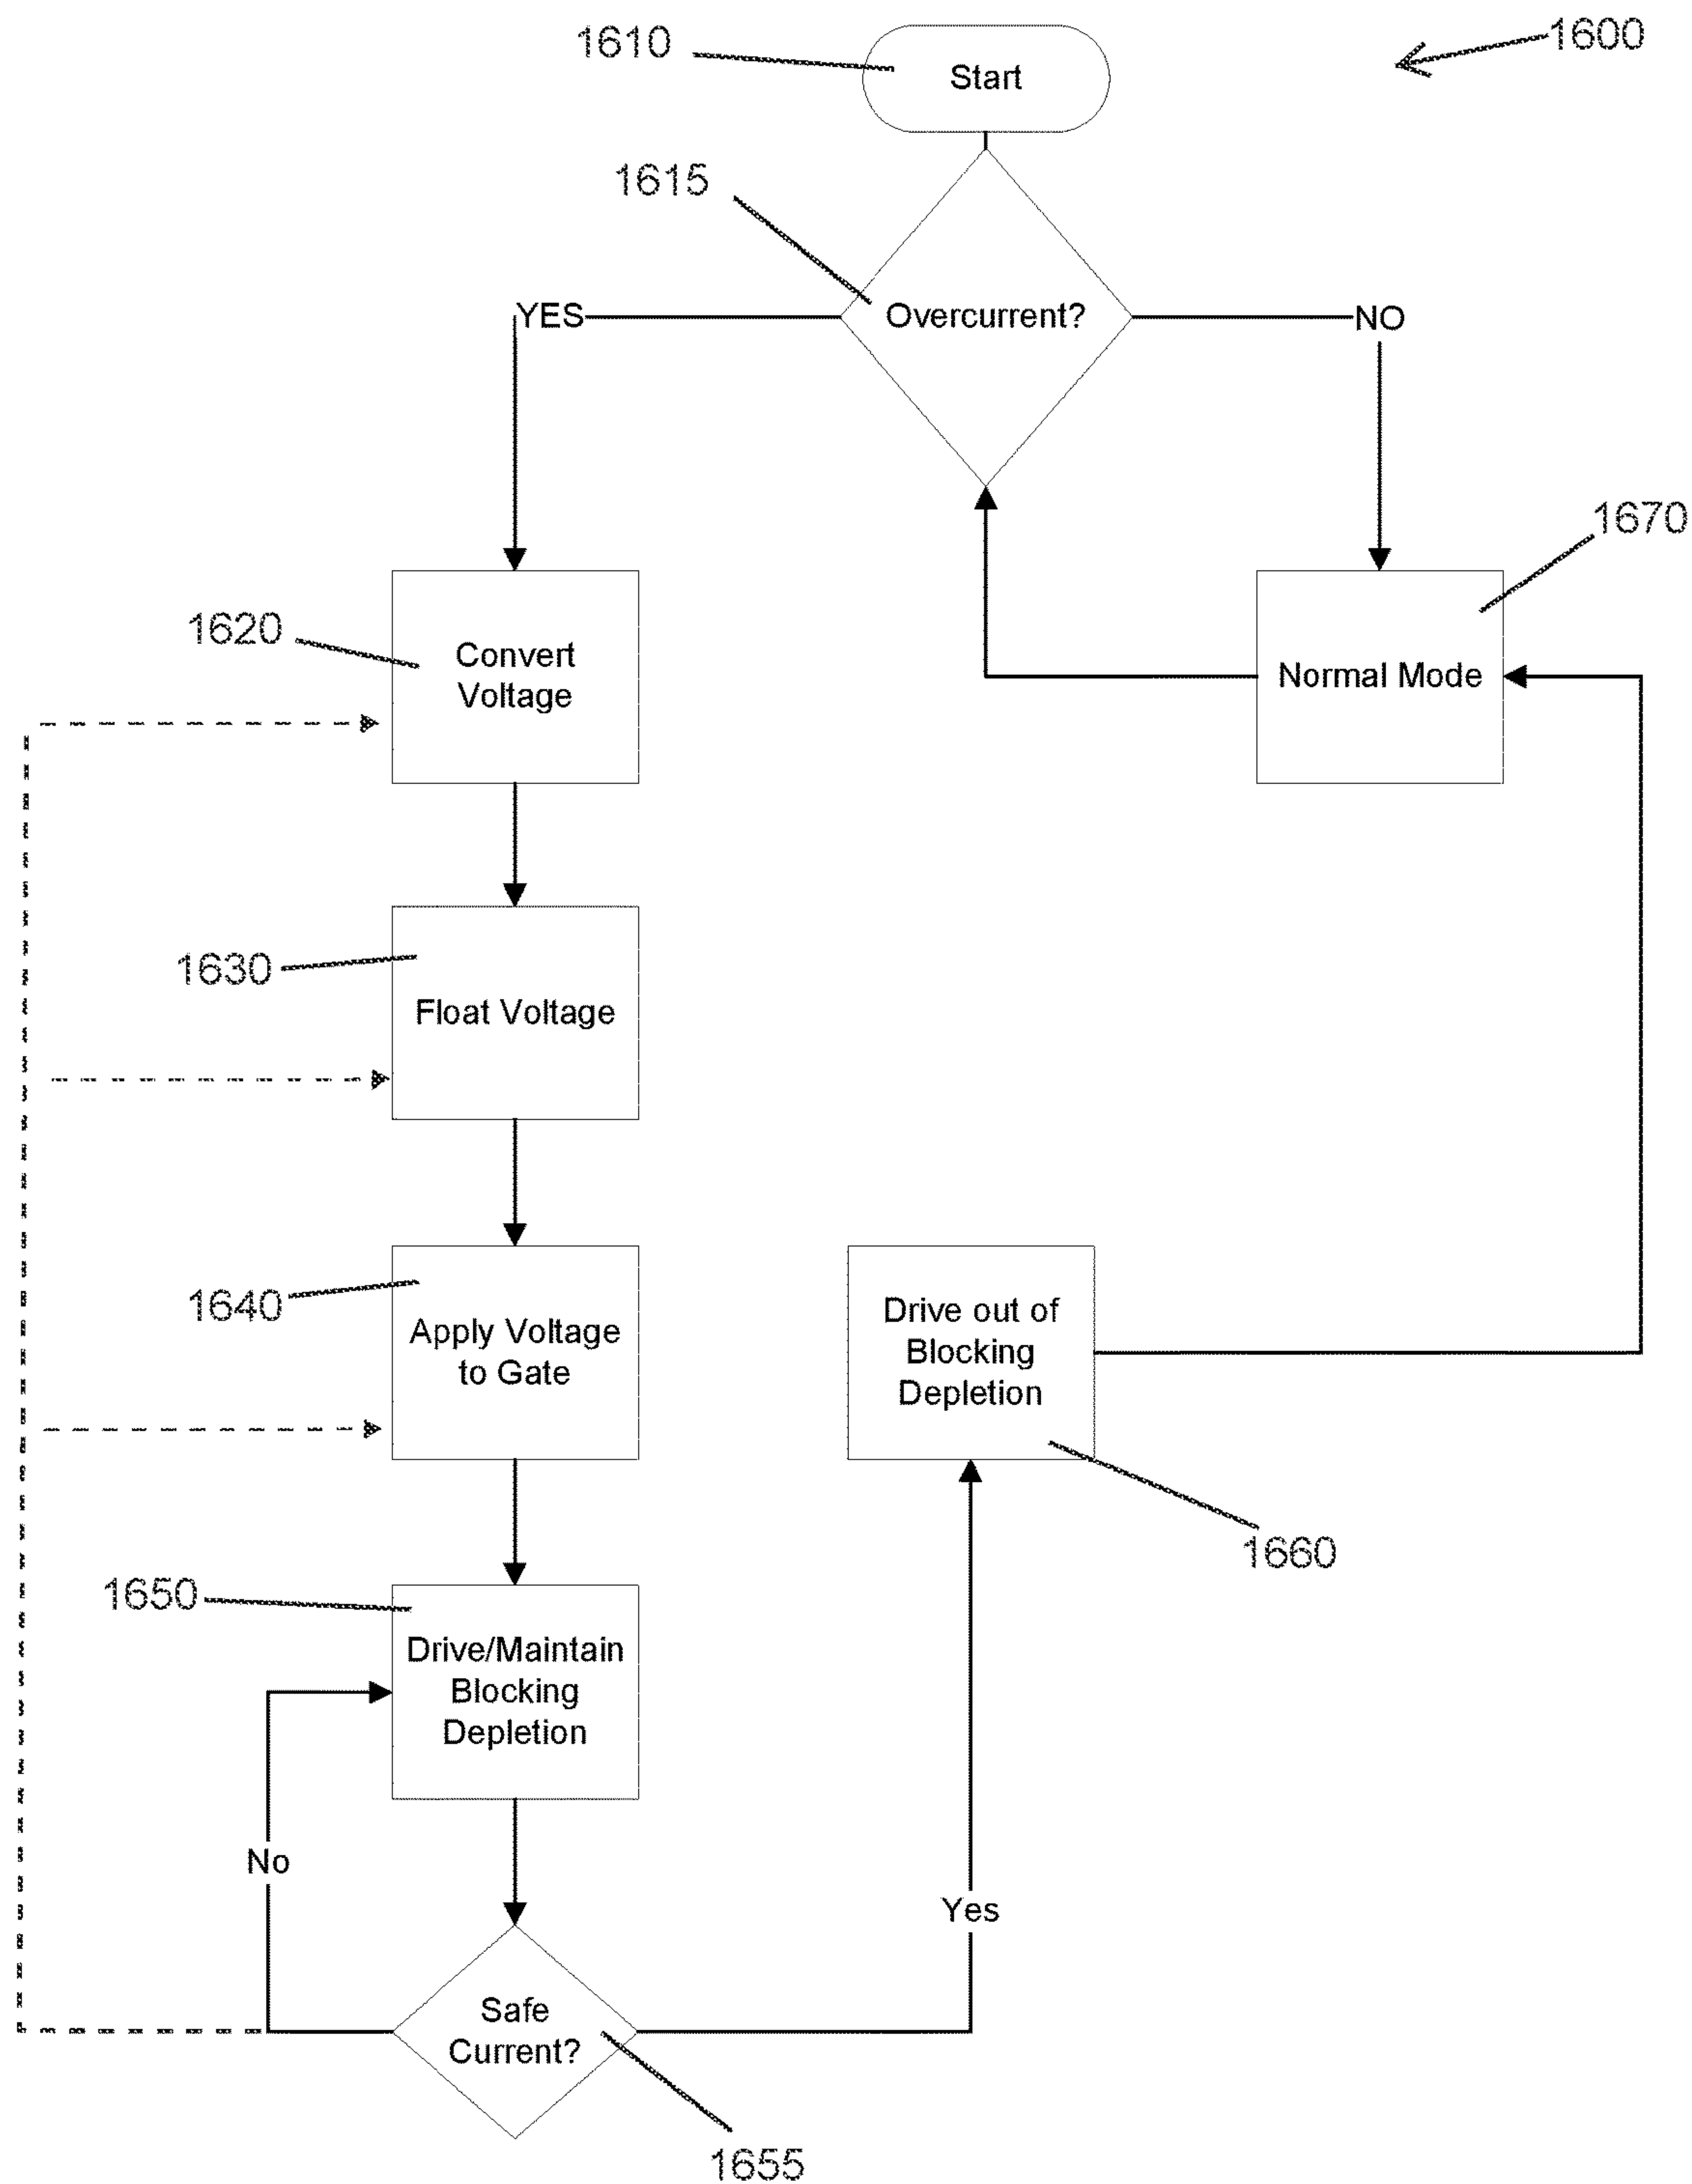 1610
Start
1600
1615
Overcurrent?
YES
NO
1670
1620
Convert
Voltage
Normal Mode
1630
Float Voltage
1640
Apply Voltage
to Gate
Drive out of
Blocking
Depletion
1660
1650
Drive/Maintain
Blocking
Depletion
No
Yes
Safe
Current?
1655